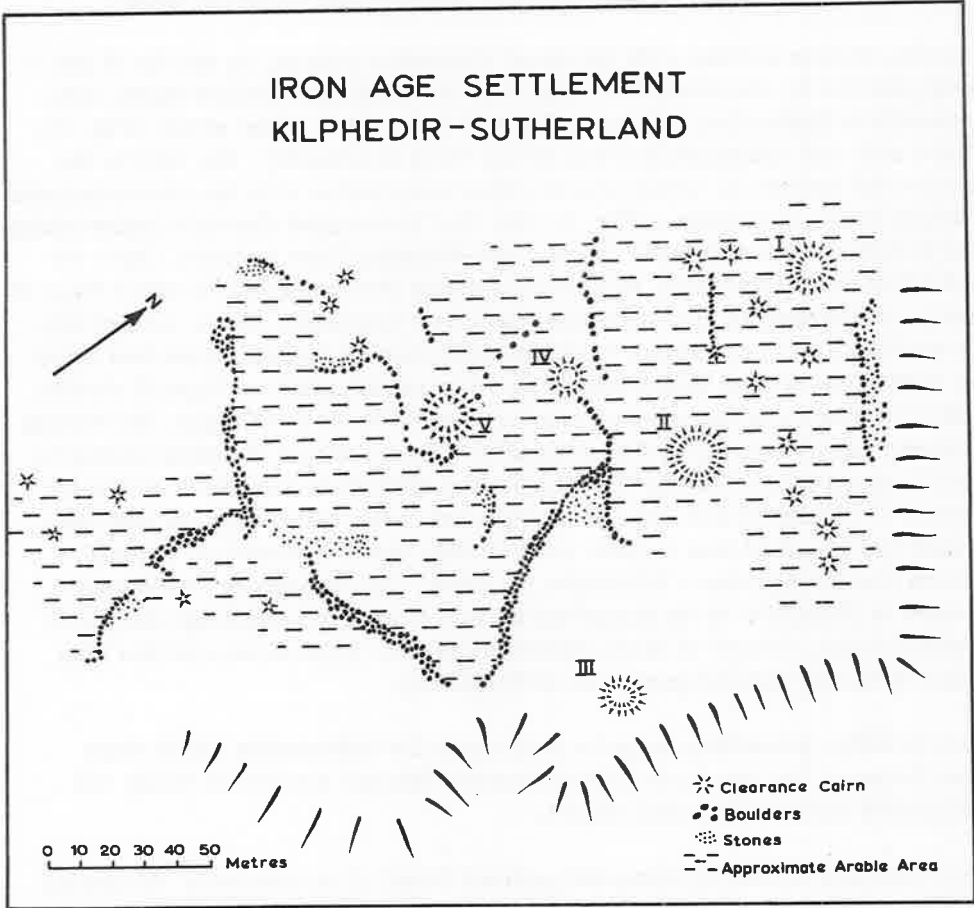 IRON AGE SETTLEMENT
KILPHEDIR-SUTHERLAND
I
N
IV
V
II
III
Clearance Cairn
Boulders
Stones
Approximate Arable Area
0 10 20 30 40 50 Metres